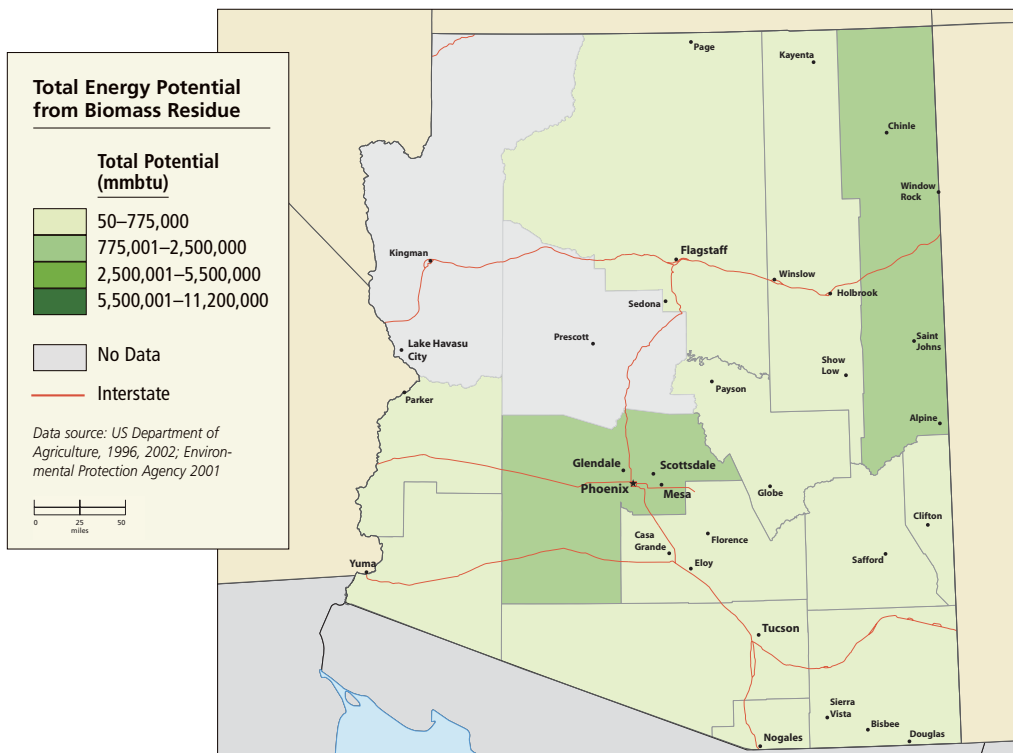 Total Energy Potential
from Biomass Residue
Total Potential
(mmbtu)
50–775,000
775,001–2,500,000
2,500,001–5,500,000
5,500,001–11,200,000
No Data
Interstate
Data source: US Department of
Agriculture, 1996, 2002; Environ-
mental Protection Agency 2001
0 25 50
miles
Page
Kayenta
Chinle
Window
Rock
Kingman
Flagstaff
Winslow
Holbrook
Sedona
Prescott
Lake Havasu
City
Saint
Johns
Show
Low
Parker
Payson
Alpine
Glendale
Scottsdale
Phoenix
Mesa
Globe
Clifton
Casa
Grande
Florence
Safford
Eloy
Yuma
Tucson
Sierra
Vista
Bisbee
Nogales
Douglas